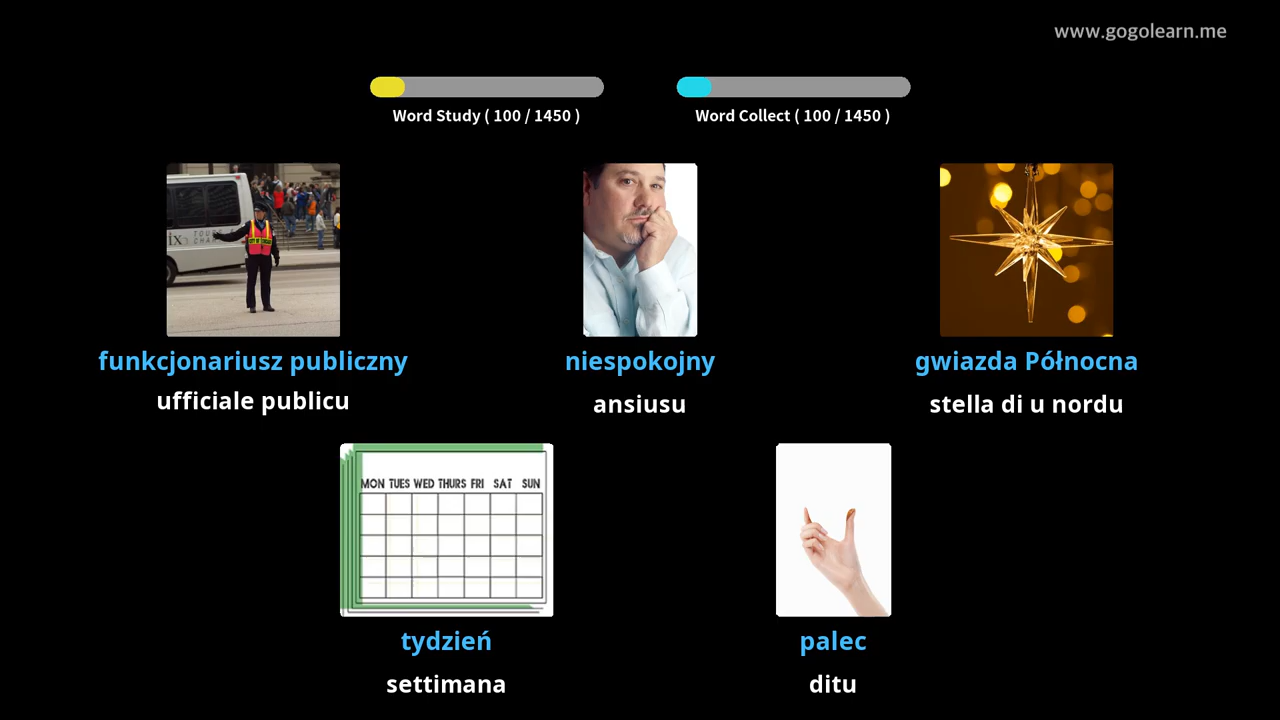 www.gogolearn.me
Word Study ( 100 / 1450 )
Word Collect ( 100 / 1450 )
funkcjonariusz publiczny
niespokojny
gwiazda Północna
ufficiale publicu
ansiusu
stella di u nordu
MON TUES WED THURS FRI SAT SUN
tydzień
palec
settimana
ditu